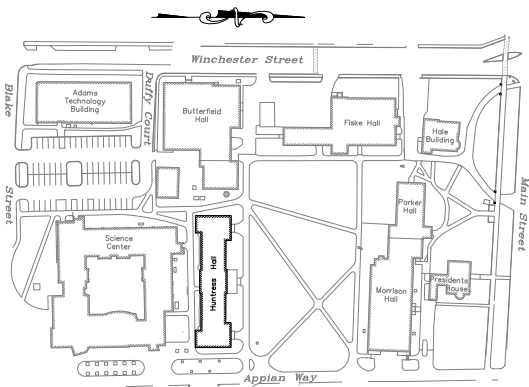 Winchester Street
Blake
Street
Duffy Court
Adams
Technology
Building
Butterfield
Hall
Fiske Hall
Hale
Building
Main Street
Parker
Hall
Science
Center
Huntress Hall
Presidents
House
Morrison
Hall
Appian Way